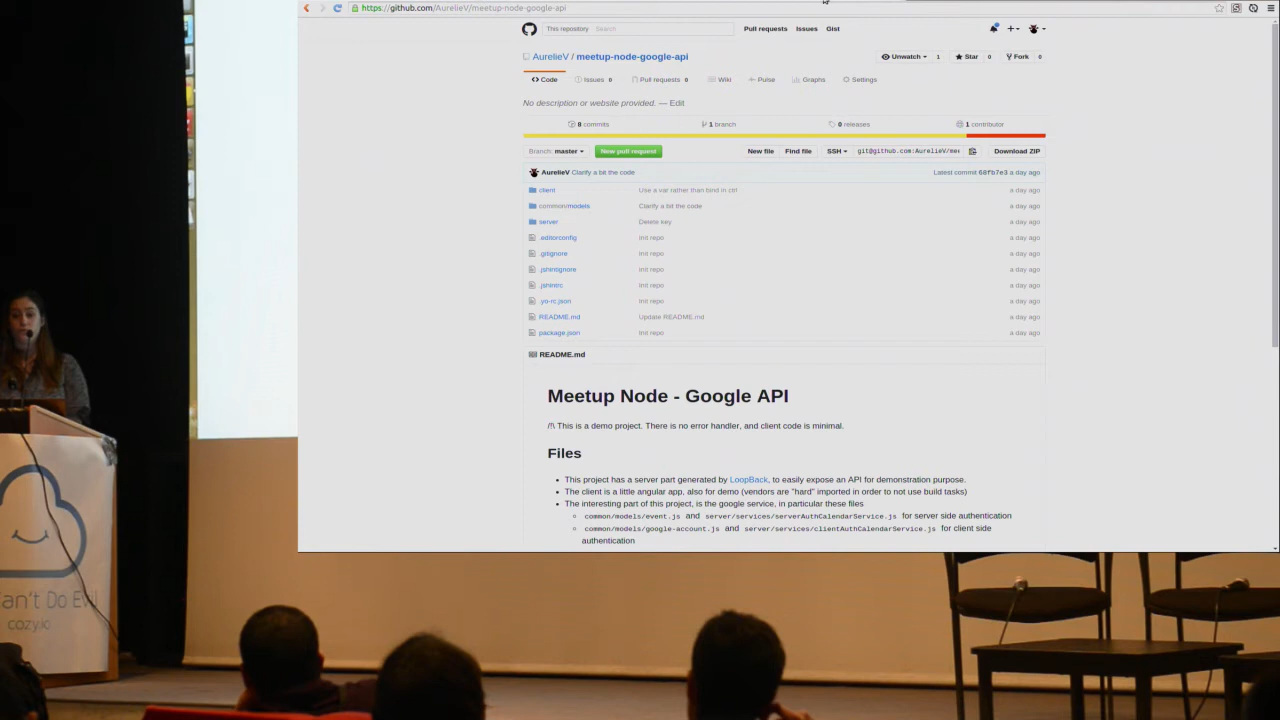 https://github.com/AurelieV/meetup-node-google-api
This repository Search Pull requests Issues Gist
AurelieV / meetup-node-google-api Unwatch 1 Star 0 Fork 0
Code Issues 0 Pull requests 0 Wiki Pulse Graphs Settings
No description or website provided. — Edit
8 commits 1 branch 0 releases 1 contributor
Branch: master New pull request New file Find file SSH git@github.com:AurelieV/mee Download ZIP
AurelieV Clarify a bit the code Latest commit 68fb7e3 a day ago
client Use a var rather than bind in ctrl a day ago
common/models Clarify a bit the code a day ago
server Delete key a day ago
.editorconfig Init repo a day ago
.gitignore Init repo a day ago
.jshintignore Init repo a day ago
.jshintrc Init repo a day ago
.yo-rc.json Init repo a day ago
README.md Update README.md a day ago
package.json Init repo a day ago
README.md
Meetup Node - Google API
/!\ This is a demo project. There is no error handler, and client code is minimal.
Files
This project has a server part generated by LoopBack, to easily expose an API for demonstration purpose.
The client is a little angular app, also for demo (vendors are "hard" imported in order to not use build tasks)
The interesting part of this project, is the google service, in particular these files
common/models/event.js and server/services/serverAuthCalendarService.js for server side authentication
common/models/google-account.js and server/services/clientAuthCalendarService.js for client side
authentication
an't Do Evil
cozy.io